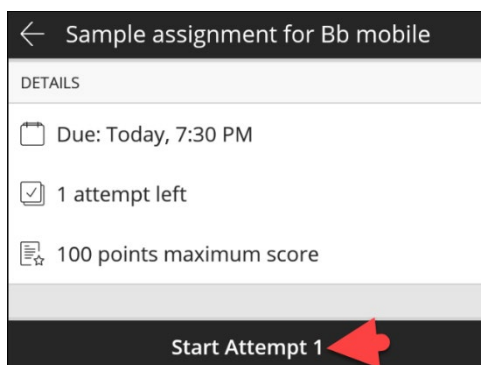 Sample assignment for Bb mobile
DETAILS
Due: Today, 7:30 PM
1 attempt left
100 points maximum score
Start Attempt 1